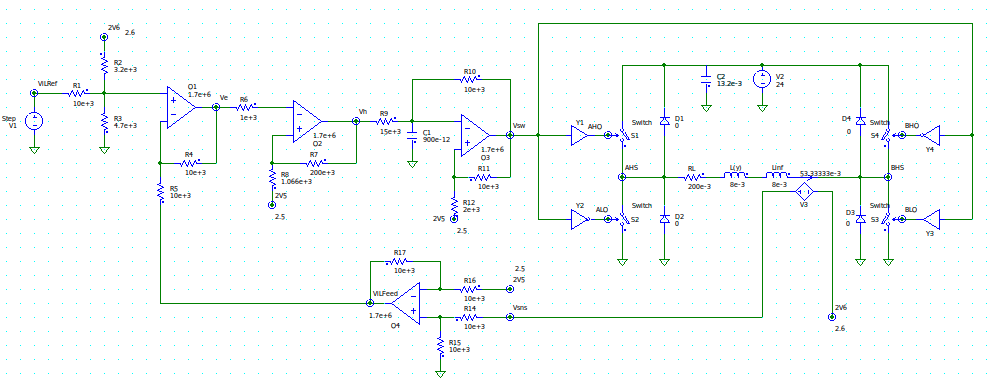 2V6
2.6
R2
3.2e+3
VILRef
R1
10e+3
Step
V1
R3
4.7e+3
O1
1.7e+6
Ve
R6
1e+3
R4
10e+3
R5
10e+3
Vh
1.7e+6
O2
R7
200e+3
R8
1.066e+3
2V5
2.5
R9
15e+3
C1
900e-12
R10
10e+3
Vsw
1.7e+6
O3
R11
10e+3
R12
2e+3
2V5
2.5
Y1
AHO
Switch
S1
D1
0
C2
13.2e-3
V2
24
D4
0
Switch
S4
BHO
Y4
AHS
RL
200e-3
L(y)
8e-3
Linf
8e-3
53.33333e-3
V3
BHS
Y2
ALO
Switch
S2
D2
0
D3
0
Switch
S3
BLO
Y3
R17
10e+3
VILFeed
1.7e+6
O4
R16
10e+3
2.5
2V5
R14
10e+3
Vsns
R15
10e+3
2V6
2.6